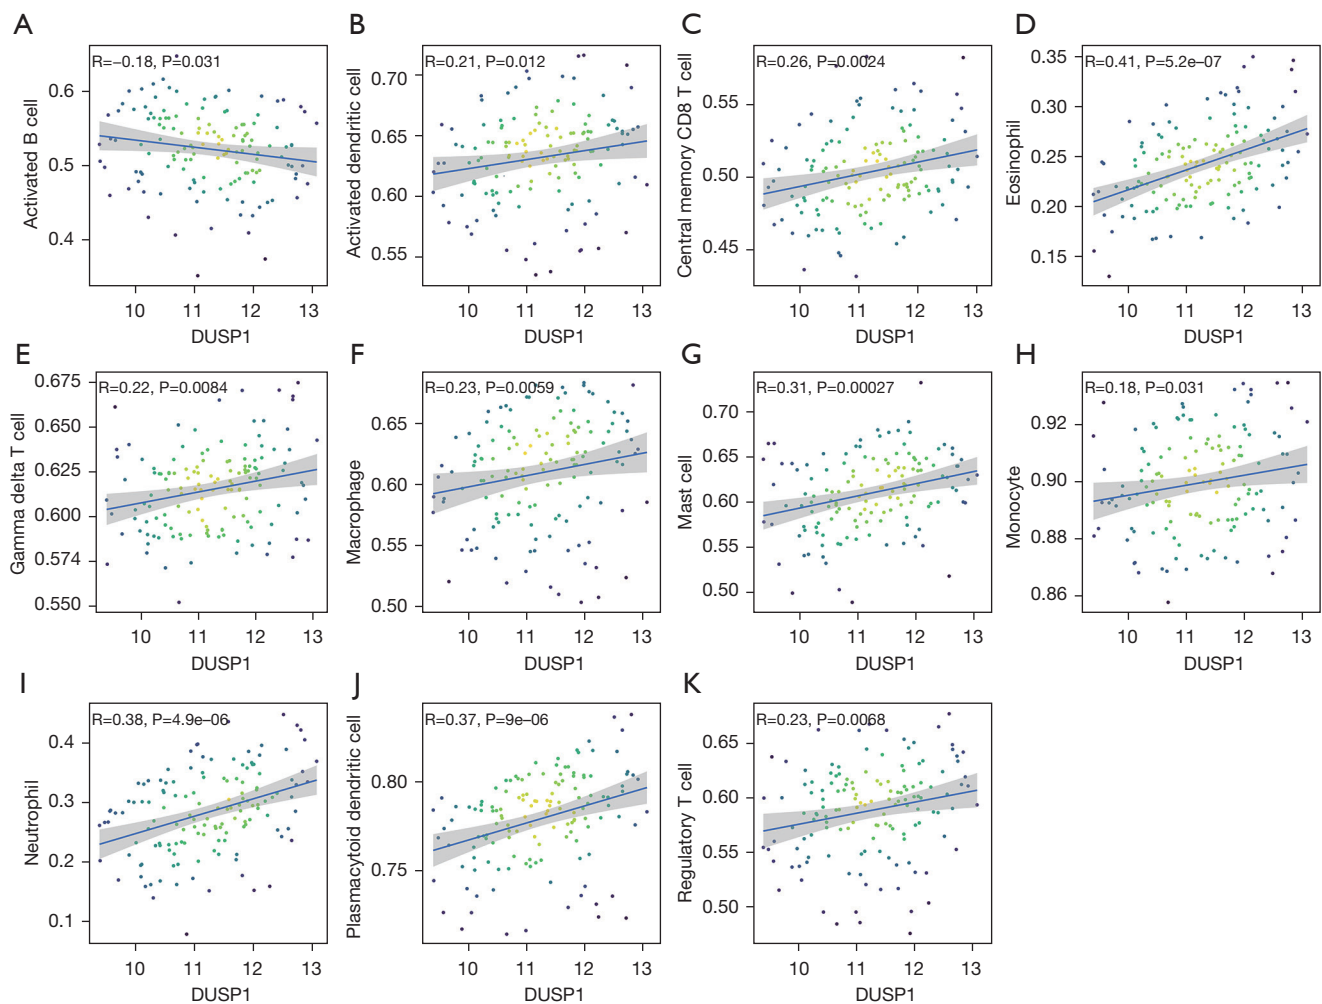 A
R=−0.18, P=0.031
Activated B cell
0.6
0.5
0.4
10 11 12 13
DUSP1
B
R=0.21, P=0.012
Activated dendritic cell
0.70
0.65
0.60
0.55
10 11 12 13
DUSP1
C
R=0.26, P=0.0024
Central memory CD8 T cell
0.55
0.50
0.45
10 11 12 13
DUSP1
D
R=0.41, P=5.2e−07
Eosinophil
0.35
0.30
0.25
0.20
0.15
10 11 12 13
DUSP1
E
R=0.22, P=0.0084
Gamma delta T cell
0.675
0.650
0.625
0.600
0.574
0.550
10 11 12 13
DUSP1
F
R=0.23, P=0.0059
Macrophage
0.65
0.60
0.55
0.50
10 11 12 13
DUSP1
G
R=0.31, P=0.00027
Mast cell
0.70
0.65
0.60
0.55
0.50
10 11 12 13
DUSP1
H
R=0.18, P=0.031
Monocyte
0.92
0.90
0.88
0.86
10 11 12 13
DUSP1
I
R=0.38, P=4.9e−06
Neutrophil
0.4
0.3
0.2
0.1
10 11 12 13
DUSP1
J
R=0.37, P=9e−06
Plasmacytoid dendritic cell
0.80
0.75
10 11 12 13
DUSP1
K
R=0.23, P=0.0068
Regulatory T cell
0.65
0.60
0.55
0.50
10 11 12 13
DUSP1